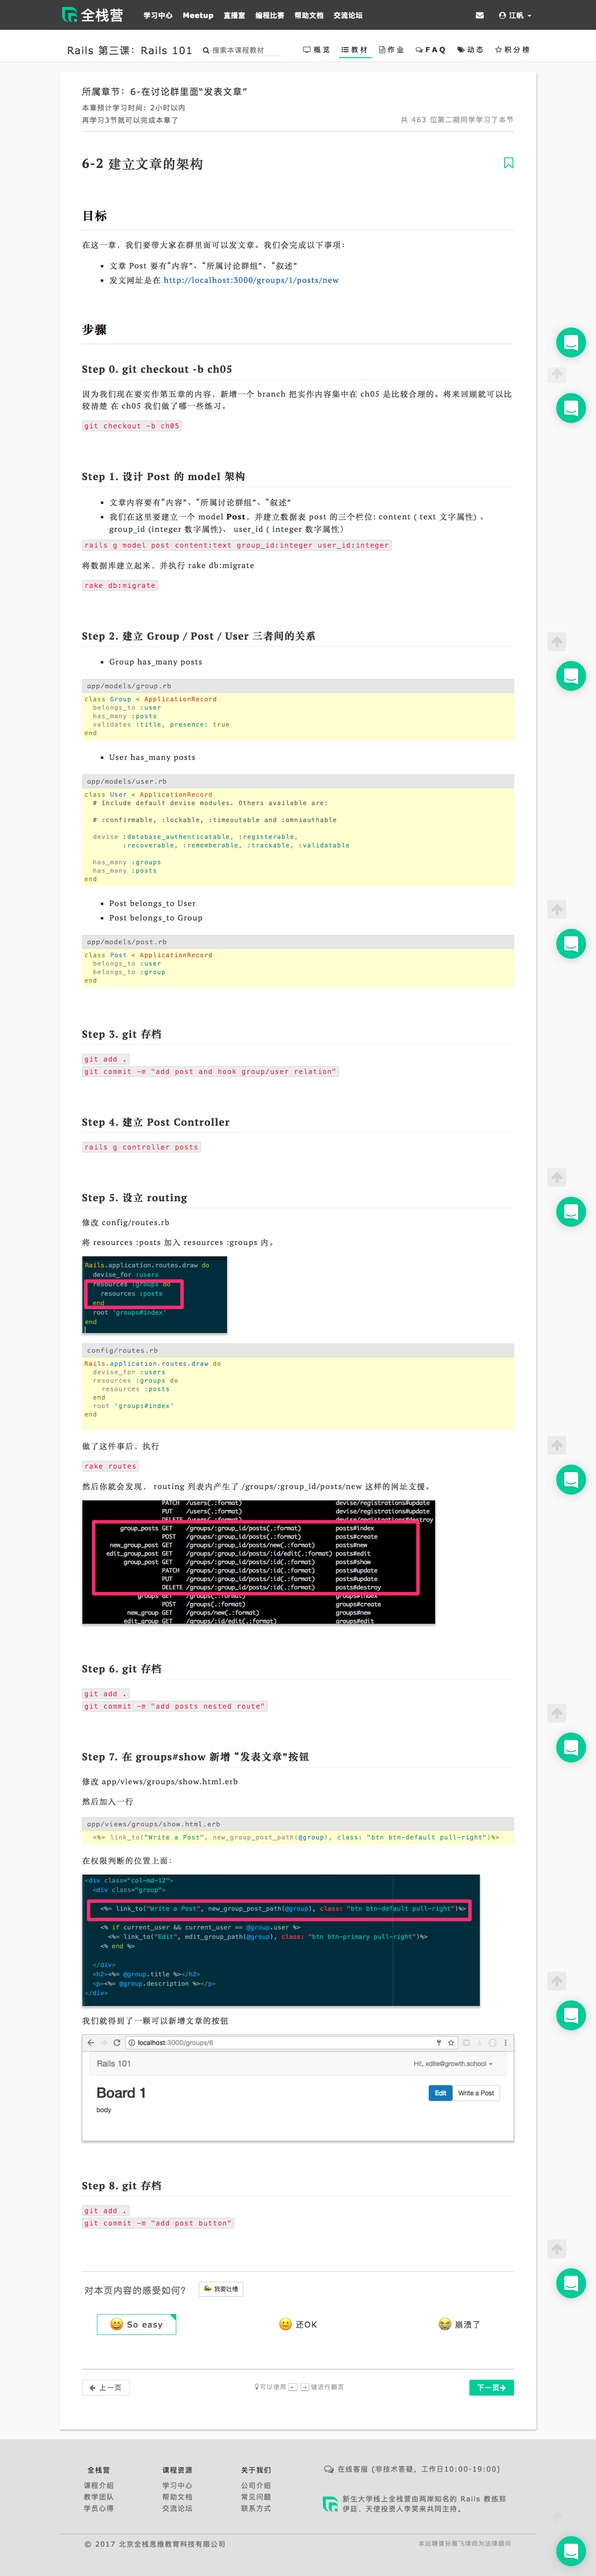 全栈营 学习中心 Meetup 直播室 编程比赛 帮助文档 交流论坛 江帆
Rails 第三课：Rails 101 搜索本课程教材 概览 教材 作业 FAQ 动态 积分榜
所属章节：6-在讨论群里面“发表文章”
本章预计学习时间：2小时以内
再学习3节就可以完成本章了 共 463 位第二期同学学习了本节
6-2 建立文章的架构
目标
在这一章，我们要带大家在群里面可以发文章。我们会完成以下事项：
文章 Post 要有“内容”、“所属讨论群组”、“叙述”
发文网址是在 http://localhost:3000/groups/1/posts/new
步骤
Step 0. git checkout -b ch05
因为我们现在要实作第五章的内容，新增一个 branch 把实作内容集中在 ch05 是比较合理的。将来回顾就可以比
较清楚 在 ch05 我们做了哪一些练习。
git checkout -b ch05
Step 1. 设计 Post 的 model 架构
文章内容要有“内容”、“所属讨论群组”、“叙述”
我们在这里要建立一个 model Post，并建立数据表 post 的三个栏位: content ( text 文字属性) 、
group_id (integer 数字属性)、 user_id ( integer 数字属性）
rails g model post content:text group_id:integer user_id:integer
将数据库建立起来，并执行 rake db:migrate
rake db:migrate
Step 2. 建立 Group / Post / User 三者间的关系
Group has_many posts
app/models/group.rb
class Group < ApplicationRecord
belongs_to :user
has_many :posts
validates :title, presence: true
end
User has_many posts
app/models/user.rb
class User < ApplicationRecord
# Include default devise modules. Others available are:
# :confirmable, :lockable, :timeoutable and :omniauthable
devise :database_authenticatable, :registerable,
:recoverable, :rememberable, :trackable, :validatable
has_many :groups
has_many :posts
end
Post belongs_to User
Post belongs_to Group
app/models/post.rb
class Post < ApplicationRecord
belongs_to :user
belongs_to :group
end
Step 3. git 存档
git add .
git commit -m "add post and hook group/user relation"
Step 4. 建立 Post Controller
rails g controller posts
Step 5. 设立 routing
修改 config/routes.rb
将 resources :posts 加入 resources :groups 内。
Rails.application.routes.draw do
devise_for :users
resources :groups do
resources :posts
end
root 'groups#index'
end
config/routes.rb
Rails.application.routes.draw do
devise_for :users
resources :groups do
resources :posts
end
root 'groups#index'
end
做了这件事后，执行
rake routes
然后你就会发现， routing 列表内产生了 /groups/:group_id/posts/new 这样的网址支援。
PATCH /users(.:format) devise/registrations#update
PUT /users(.:format) devise/registrations#update
DELETE /users(.:format) devise/registrations#destroy
group_posts GET /groups/:group_id/posts(.:format) posts#index
POST /groups/:group_id/posts(.:format) posts#create
new_group_post GET /groups/:group_id/posts/new(.:format) posts#new
edit_group_post GET /groups/:group_id/posts/:id/edit(.:format) posts#edit
group_post GET /groups/:group_id/posts/:id(.:format) posts#show
PATCH /groups/:group_id/posts/:id(.:format) posts#update
PUT /groups/:group_id/posts/:id(.:format) posts#update
DELETE /groups/:group_id/posts/:id(.:format) posts#destroy
groups GET /groups(.:format) groups#index
POST /groups(.:format) groups#create
new_group GET /groups/new(.:format) groups#new
edit_group GET /groups/:id/edit(.:format) groups#edit
Step 6. git 存档
git add .
git commit -m "add posts nested route"
Step 7. 在 groups#show 新增 “发表文章”按钮
修改 app/views/groups/show.html.erb
然后加入一行
app/views/groups/show.html.erb
<%= link_to("Write a Post", new_group_post_path(@group), class: "btn btn-default pull-right")%>
在权限判断的位置上面：
<div class="col-md-12">
<div class="group">
<%= link_to("Write a Post", new_group_post_path(@group), class: "btn btn-default pull-right")%>
<% if current_user && current_user == @group.user %>
<%= link_to("Edit", edit_group_path(@group), class: "btn btn-primary pull-right")%>
<% end %>
</div>
<h2><%= @group.title %></h2>
<p><%= @group.description %></p>
</div>
我们就得到了一颗可以新增文章的按钮
localhost:3000/groups/6
Rails 101 Hi!, xdite@growth.school
Board 1 Edit Write a Post
body
Step 8. git 存档
git add .
git commit -m "add post button"
对本页内容的感受如何? 我要吐槽
So easy 还OK 崩溃了
上一页 可以使用 ← → 键进行翻页 下一页
全栈营 课程资源 关于我们 在线客服 (非技术答疑，工作日10:00-19:00)
课程介绍 学习中心 公司介绍
教学团队 帮助文档 常见问题
学员心得 交流论坛 联系方式
新生大学线上全栈营由两岸知名的 Rails 教练郑
伊廷、天使投资人李笑来共同主持。
© 2017 北京全栈思维教育科技有限公司 本站聘请孙雁飞律师为法律顾问